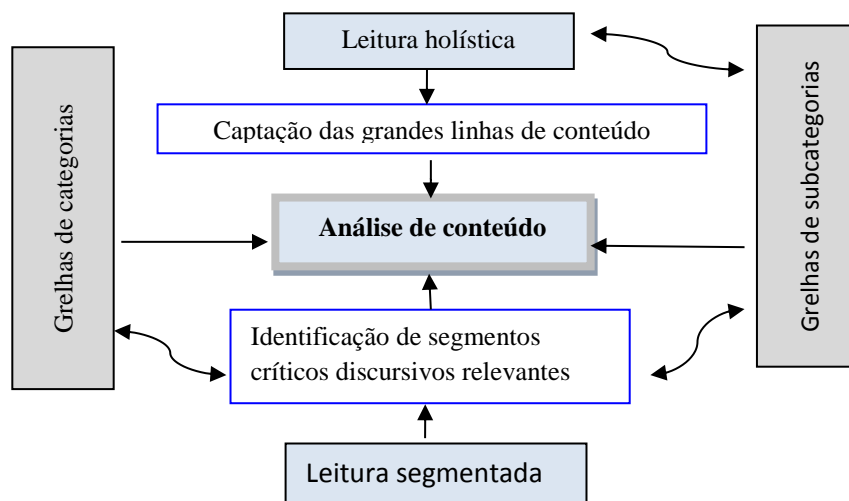 Leitura holística
Grelhas de categorias
Grelhas de subcategorias
Captação das grandes linhas de conteúdo
Análise de conteúdo
Identificação de segmentos
críticos discursivos relevantes
Leitura segmentada